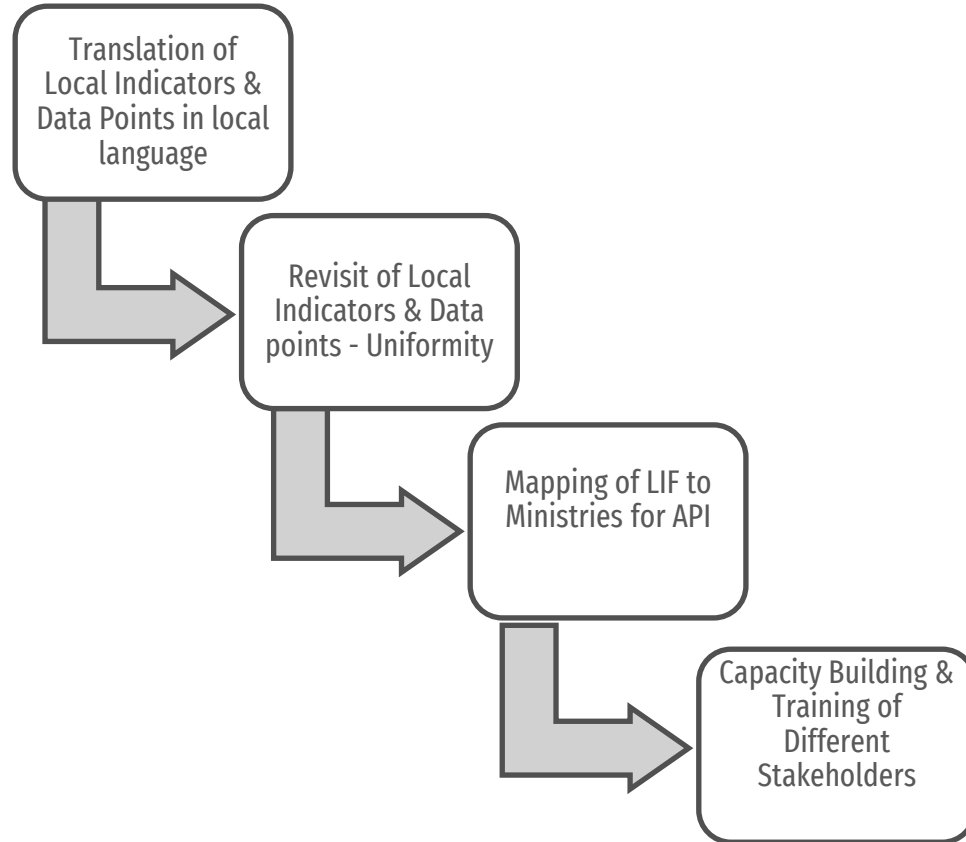 Translation of
Local Indicators &
Data Points in local
language
Revisit of Local
Indicators & Data
points - Uniformity
Mapping of LIF to
Ministries for API
Capacity Building &
Training of
Different
Stakeholders